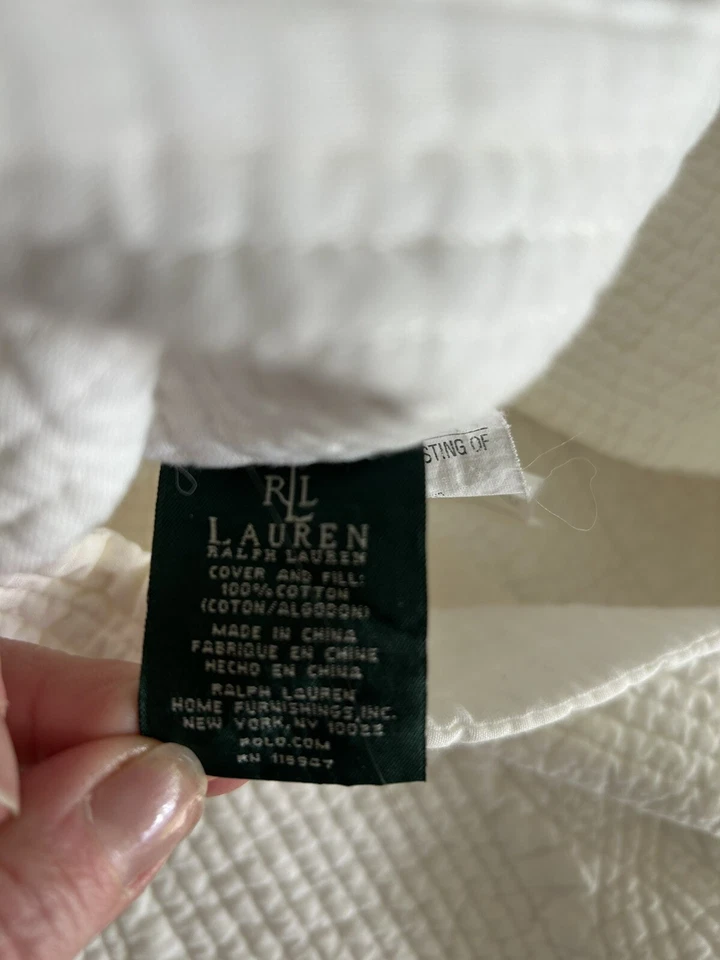 STING OF
RLL
LAUREN
RALPH LAUREN
COVER AND FILL:
100% COTTON
(COTON/ALGODON)
MADE IN CHINA
FABRIQUE EN CHINE
HECHO EN CHINA
RALPH LAUREN
HOME FURNISHINGS, INC.
NEW YORK, NY 10022
POLO.COM
RN 115947